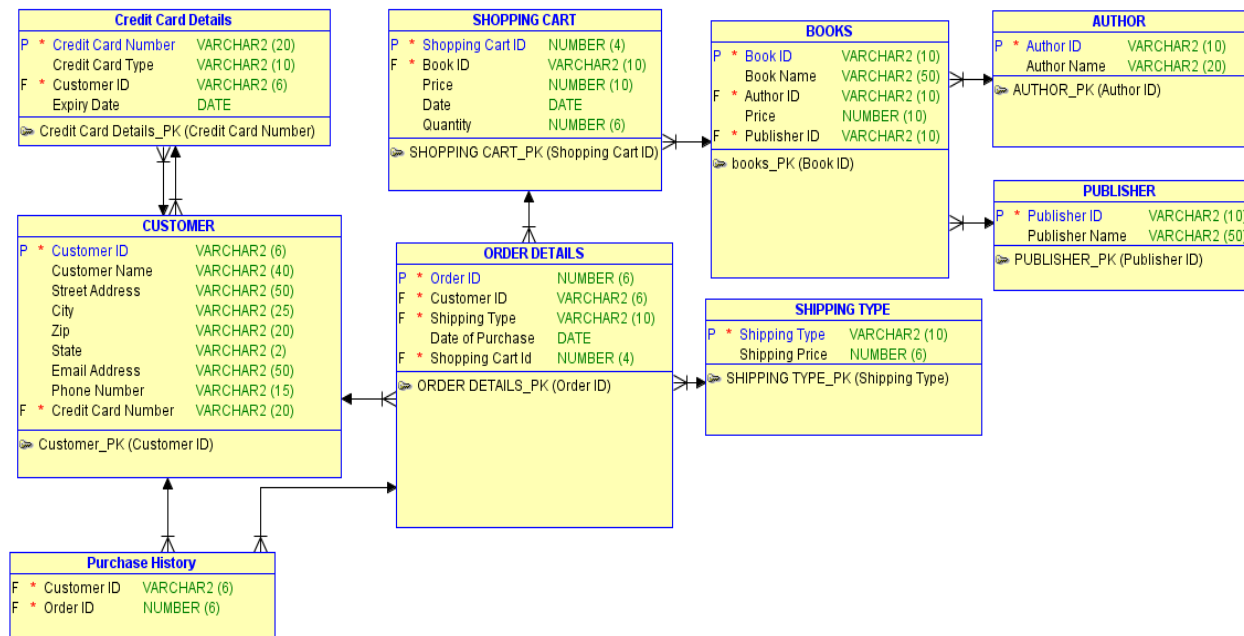 Credit Card Details
P * Credit Card Number VARCHAR2 (20)
Credit Card Type VARCHAR2 (10)
F * Customer ID VARCHAR2 (6)
Expiry Date DATE
Credit Card Details_PK (Credit Card Number)
SHOPPING CART
P * Shopping Cart ID NUMBER (4)
F * Book ID VARCHAR2 (10)
Price NUMBER (10)
Date DATE
Quantity NUMBER (6)
SHOPPING CART_PK (Shopping Cart ID)
BOOKS
P * Book ID VARCHAR2 (10)
Book Name VARCHAR2 (50)
F * Author ID VARCHAR2 (10)
Price NUMBER (10)
F * Publisher ID VARCHAR2 (10)
books_PK (Book ID)
AUTHOR
P * Author ID VARCHAR2 (10)
Author Name VARCHAR2 (20)
AUTHOR_PK (Author ID)
PUBLISHER
P * Publisher ID VARCHAR2 (10)
Publisher Name VARCHAR2 (50)
PUBLISHER_PK (Publisher ID)
CUSTOMER
P * Customer ID VARCHAR2 (6)
Customer Name VARCHAR2 (40)
Street Address VARCHAR2 (50)
City VARCHAR2 (25)
Zip VARCHAR2 (20)
State VARCHAR2 (2)
Email Address VARCHAR2 (50)
Phone Number VARCHAR2 (15)
F * Credit Card Number VARCHAR2 (20)
Customer_PK (Customer ID)
ORDER DETAILS
P * Order ID NUMBER (6)
F * Customer ID VARCHAR2 (6)
F * Shipping Type VARCHAR2 (10)
Date of Purchase DATE
F * Shopping Cart Id NUMBER (4)
ORDER DETAILS_PK (Order ID)
SHIPPING TYPE
P * Shipping Type VARCHAR2 (10)
Shipping Price NUMBER (6)
SHIPPING TYPE_PK (Shipping Type)
Purchase History
F * Customer ID VARCHAR2 (6)
F * Order ID NUMBER (6)